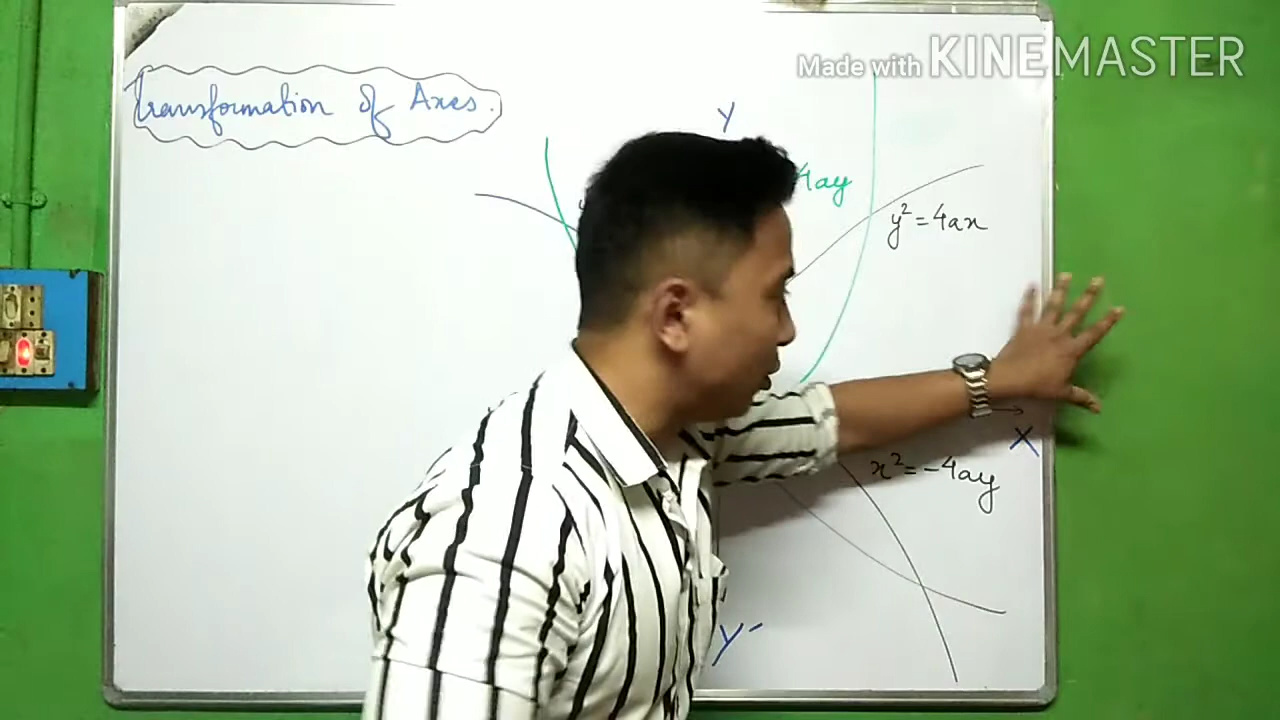 Made with KINEMASTER
Transformation of Axes.
Y
4ay
y² = 4ax
X
x² = -4ay
Y-